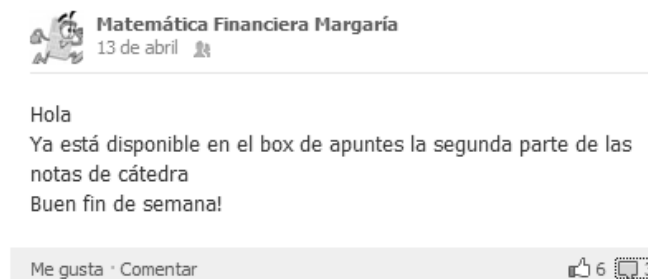 Matemática Financiera Margaría
13 de abril
Hola
Ya está disponible en el box de apuntes la segunda parte de las
notas de cátedra
Buen fin de semana!
Me gusta · Comentar 6